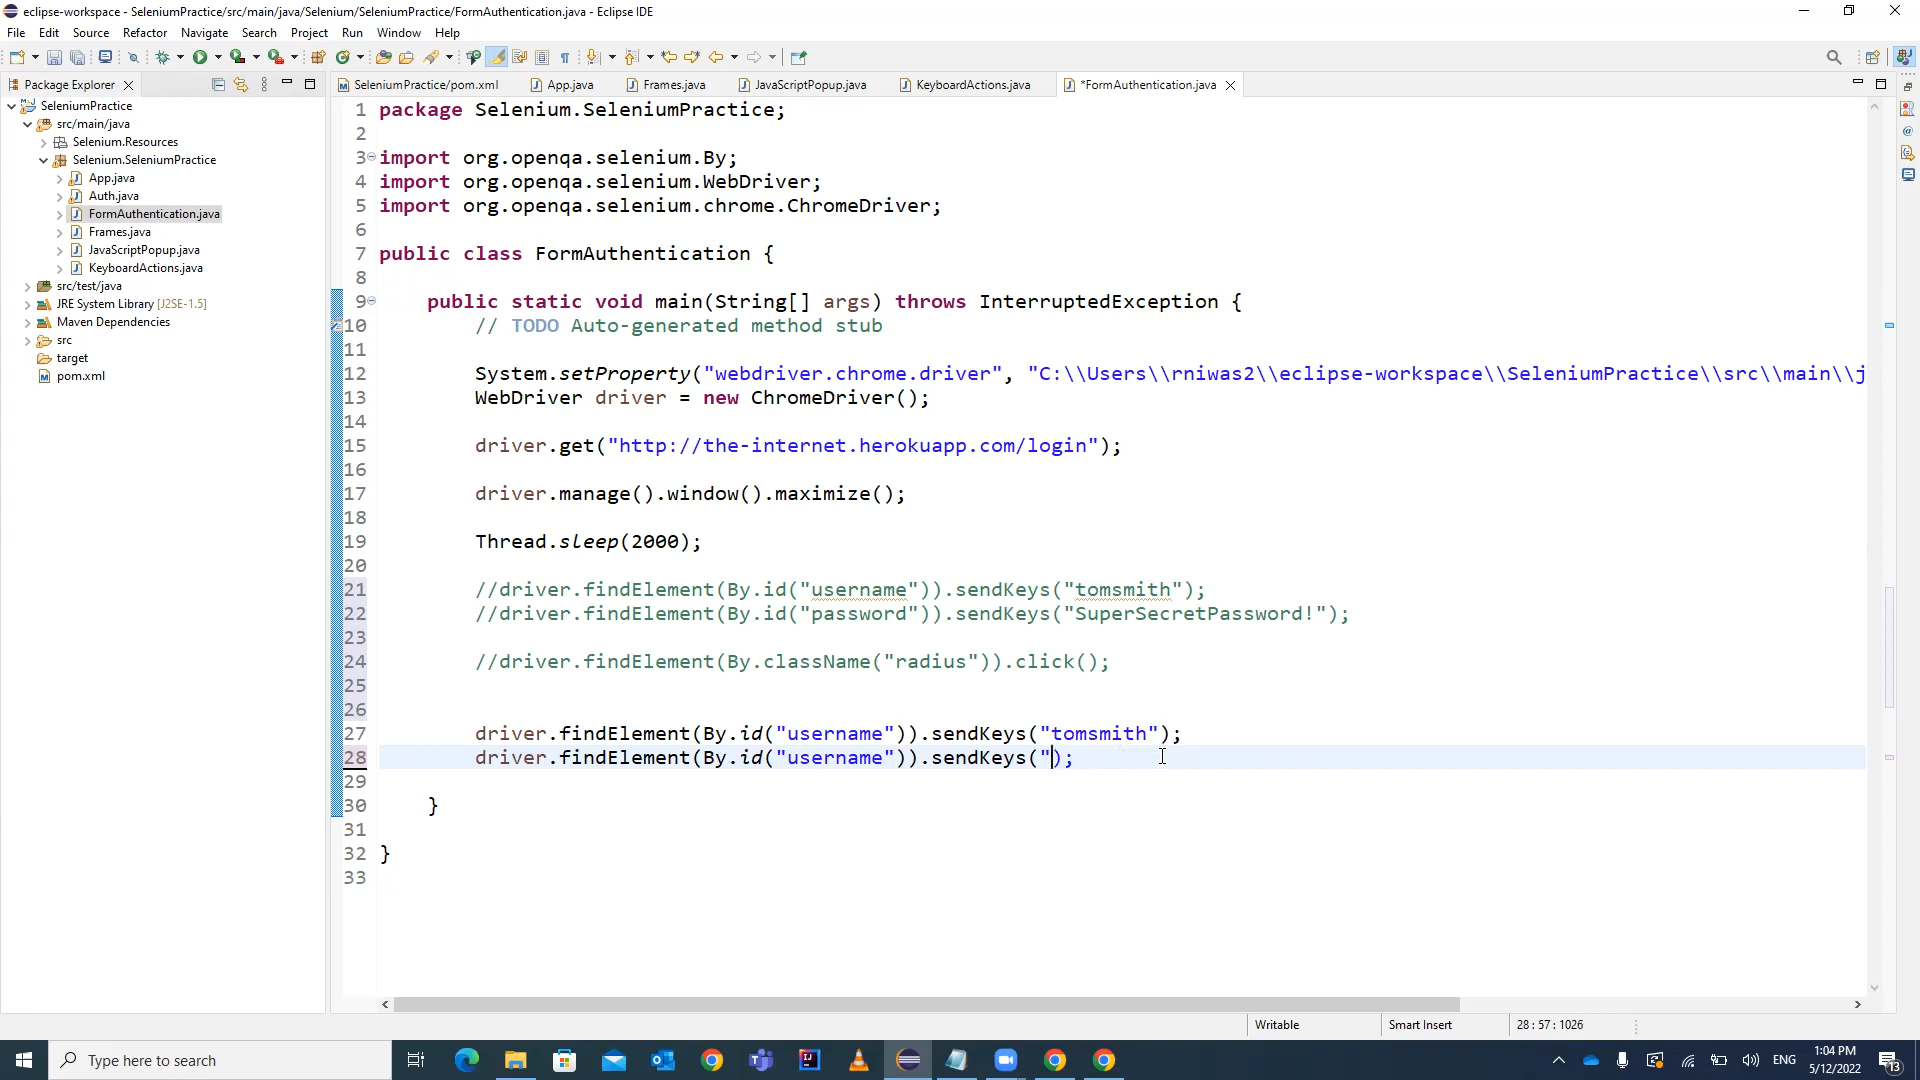 eclipse-workspace - SeleniumPractice/src/main/java/Selenium/SeleniumPractice/FormAuthentication.java - Eclipse IDE
File Edit Source Refactor Navigate Search Project Run Window Help
Package Explorer
SeleniumPractice/pom.xml App.java Frames.java JavaScriptPopup.java KeyboardActions.java *FormAuthentication.java
SeleniumPractice
src/main/java
Selenium.Resources
Selenium.SeleniumPractice
App.java
Auth.java
FormAuthentication.java
Frames.java
JavaScriptPopup.java
KeyboardActions.java
src/test/java
JRE System Library [J2SE-1.5]
Maven Dependencies
src
target
pom.xml
1 package Selenium.SeleniumPractice;
2
3 import org.openqa.selenium.By;
4 import org.openqa.selenium.WebDriver;
5 import org.openqa.selenium.chrome.ChromeDriver;
6
7 public class FormAuthentication {
8
9 public static void main(String[] args) throws InterruptedException {
10 // TODO Auto-generated method stub
11
12 System.setProperty("webdriver.chrome.driver", "C:\\Users\\rniwas2\\eclipse-workspace\\SeleniumPractice\\src\\main\\j
13 WebDriver driver = new ChromeDriver();
14
15 driver.get("http://the-internet.herokuapp.com/login");
16
17 driver.manage().window().maximize();
18
19 Thread.sleep(2000);
20
21 //driver.findElement(By.id("username")).sendKeys("tomsmith");
22 //driver.findElement(By.id("password")).sendKeys("SuperSecretPassword!");
23
24 //driver.findElement(By.className("radius")).click();
25
26
27 driver.findElement(By.id("username")).sendKeys("tomsmith");
28 driver.findElement(By.id("username")).sendKeys(");
29
30 }
31
32 }
33
Writable Smart Insert 28 : 57 : 1026
Type here to search
ENG
1:04 PM
5/12/2022
13